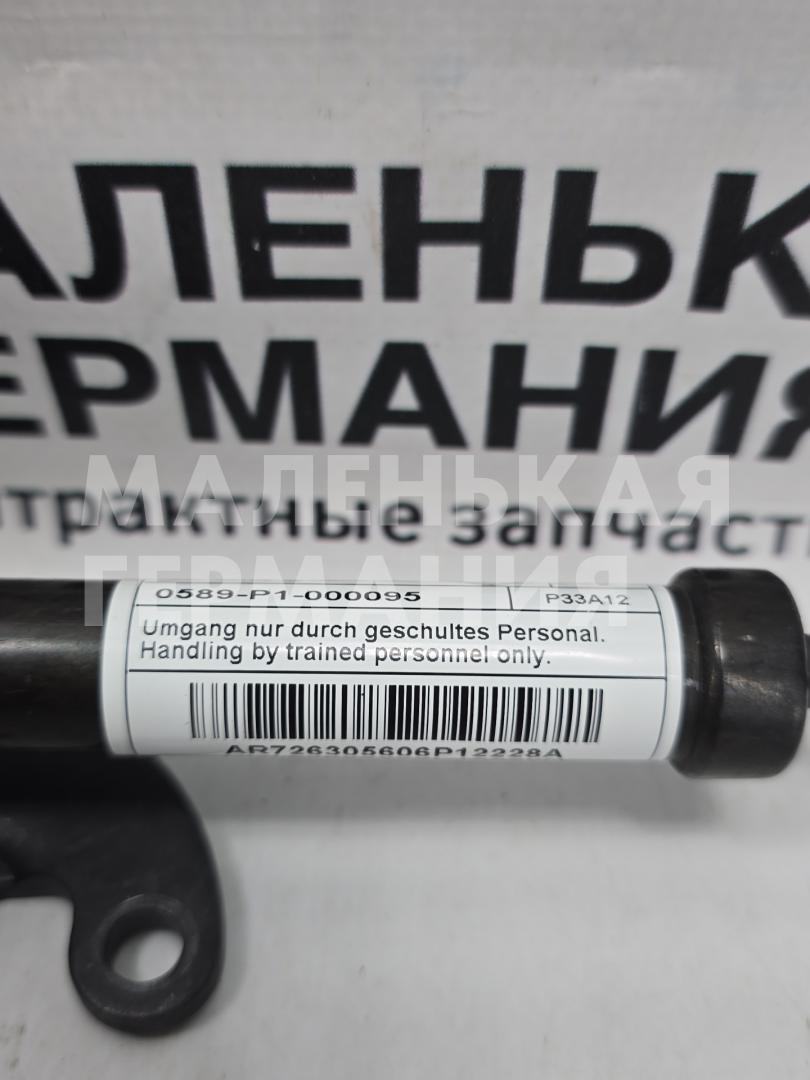 АЛЕНЬК
ЕРМАНИЯ
трактные запчаст
МАЛЕНЬКАЯ
ГЕРМАНИЯ
0589-P1-000095
P33A12
Umgang nur durch geschultes Personal.
Handling by trained personnel only.
AR726305606P12228A